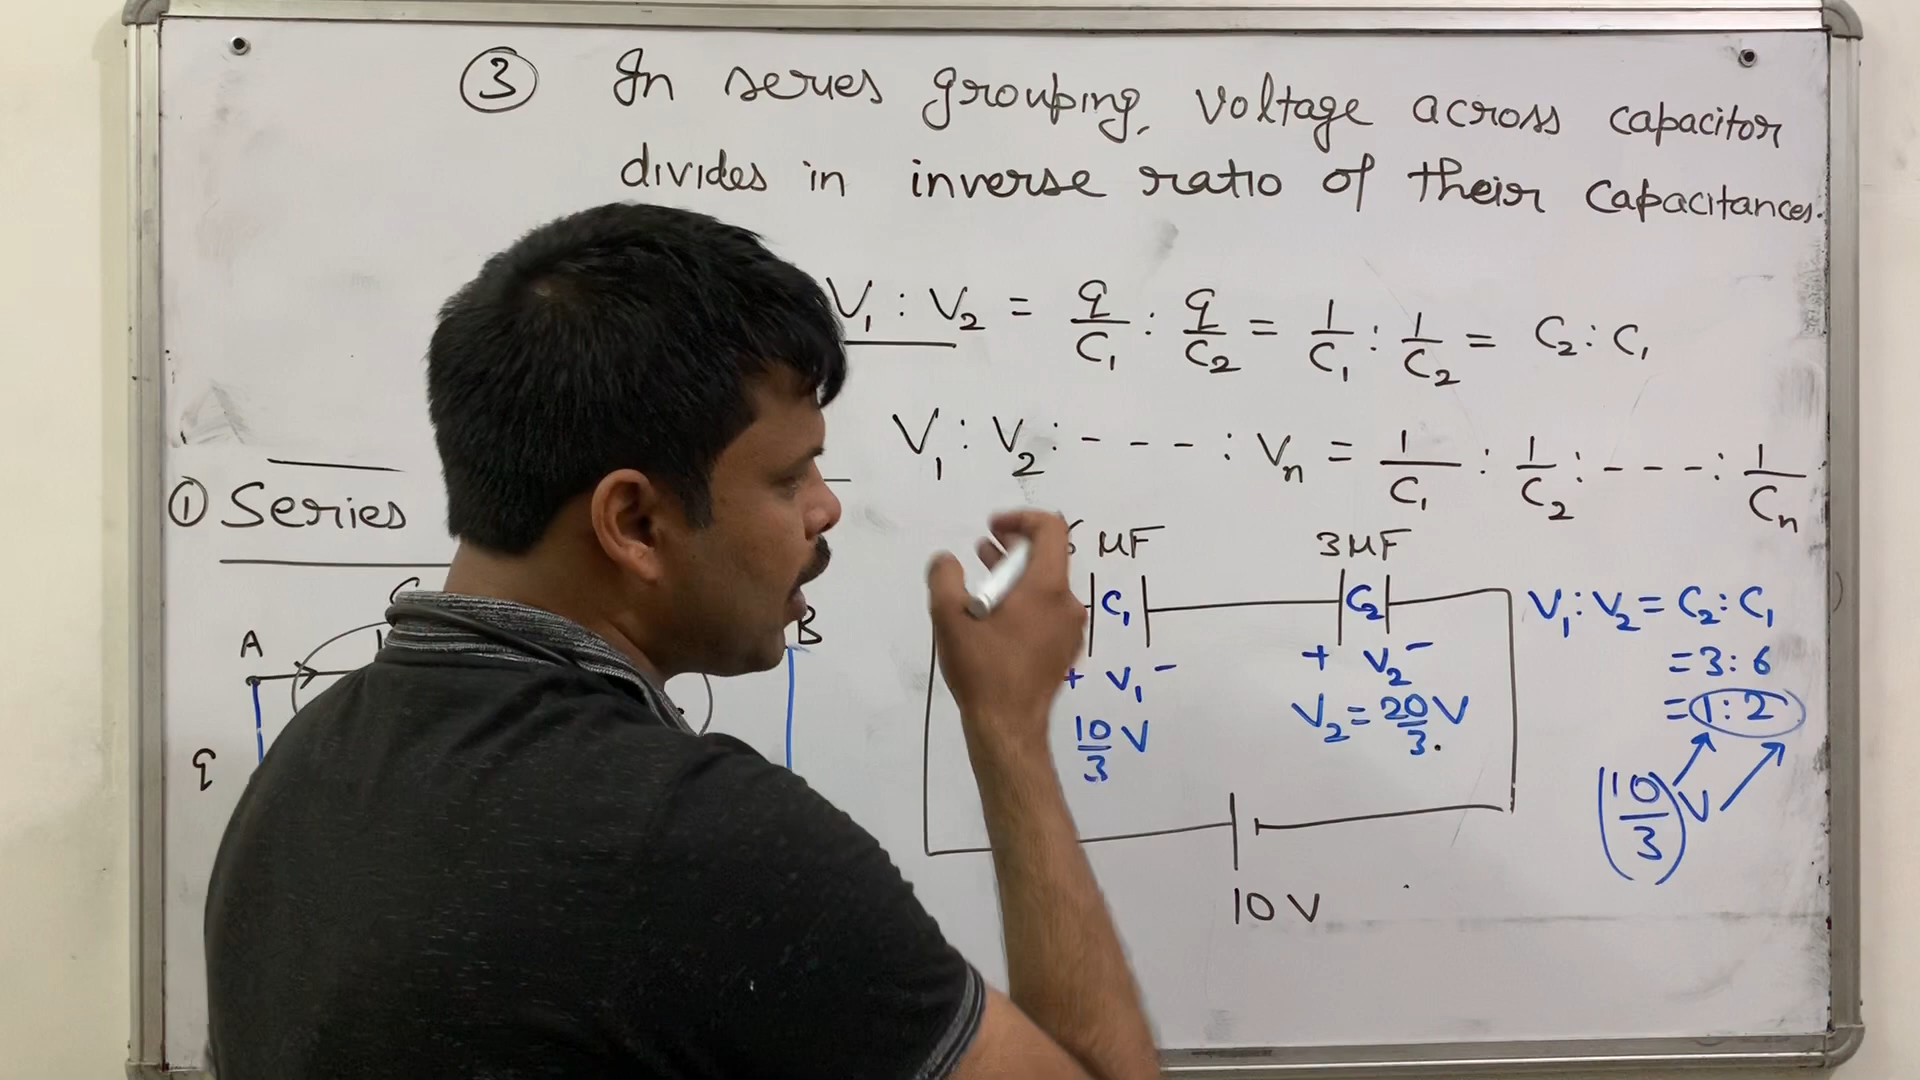 ③ In series grouping, voltage across capacitor
divides in inverse ratio of their capacitances.
V₁ : V₂ = q/C₁ : q/C₂ = 1/C₁ : 1/C₂ = C₂ : C₁
V₁ : V₂ : - - - - : Vₙ = 1/C₁ : 1/C₂ : - - - - : 1/Cₙ
① Series
A
B
q
6 μF
3 μF
C₁
C₂
+ V₁ -
+ V₂ -
10/3 V
V₂ = 20/3 V
10 V
V₁ : V₂ = C₂ : C₁
= 3 : 6
= 1 : 2
(10/3) V